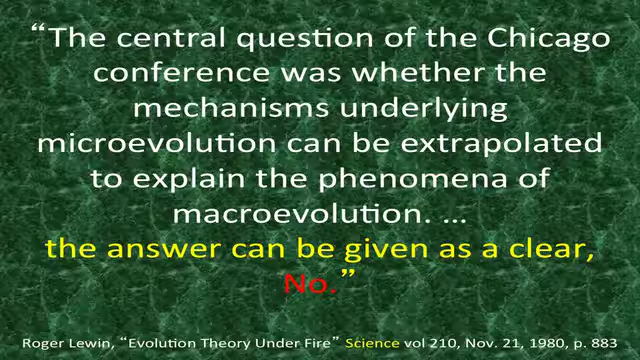 “The central question of the Chicago
conference was whether the
mechanisms underlying
microevolution can be extrapolated
to explain the phenomena of
macroevolution. ...
the answer can be given as a clear,
No.”
Roger Lewin, “Evolution Theory Under Fire” Science vol 210, Nov. 21, 1980, p. 883